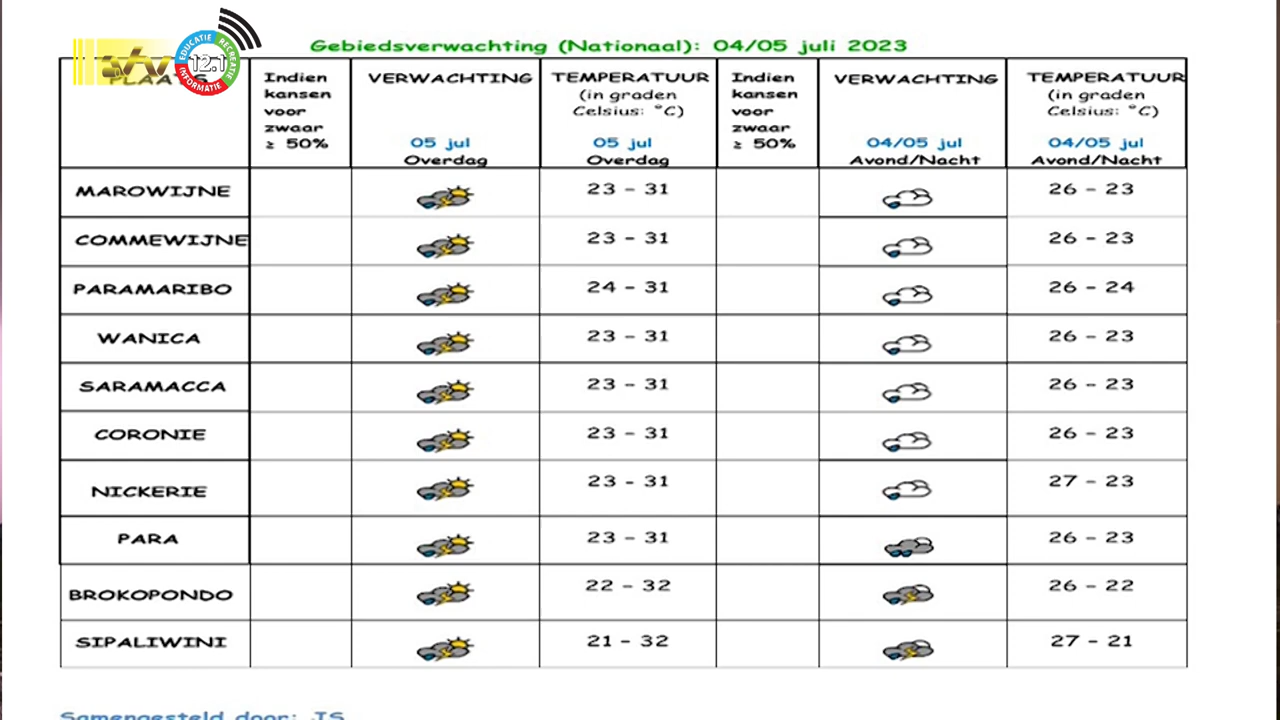 Gebiedsverwachting (Nationaal): 04/05 juli 2023
stv
EDUCATIE RECREATIE INFORMATIE
12.1
Indien kansen voor zwaar ≥ 50%
VERWACHTING 05 jul Overdag
TEMPERATUUR (in graden Celsius: °C) 05 jul Overdag
Indien kansen voor zwaar ≥ 50%
VERWACHTING 04/05 jul Avond/Nacht
TEMPERATUUR (in graden Celsius: °C) 04/05 jul Avond/Nacht
MAROWIJNE 23 - 31 26 - 23
COMMEWIJNE 23 - 31 26 - 23
PARAMARIBO 24 - 31 26 - 24
WANICA 23 - 31 26 - 23
SARAMACCA 23 - 31 26 - 23
CORONIE 23 - 31 26 - 23
NICKERIE 23 - 31 27 - 23
PARA 23 - 31 26 - 23
BROKOPONDO 22 - 32 26 - 22
SIPALIWINI 21 - 32 27 - 21
Samengesteld door: JS